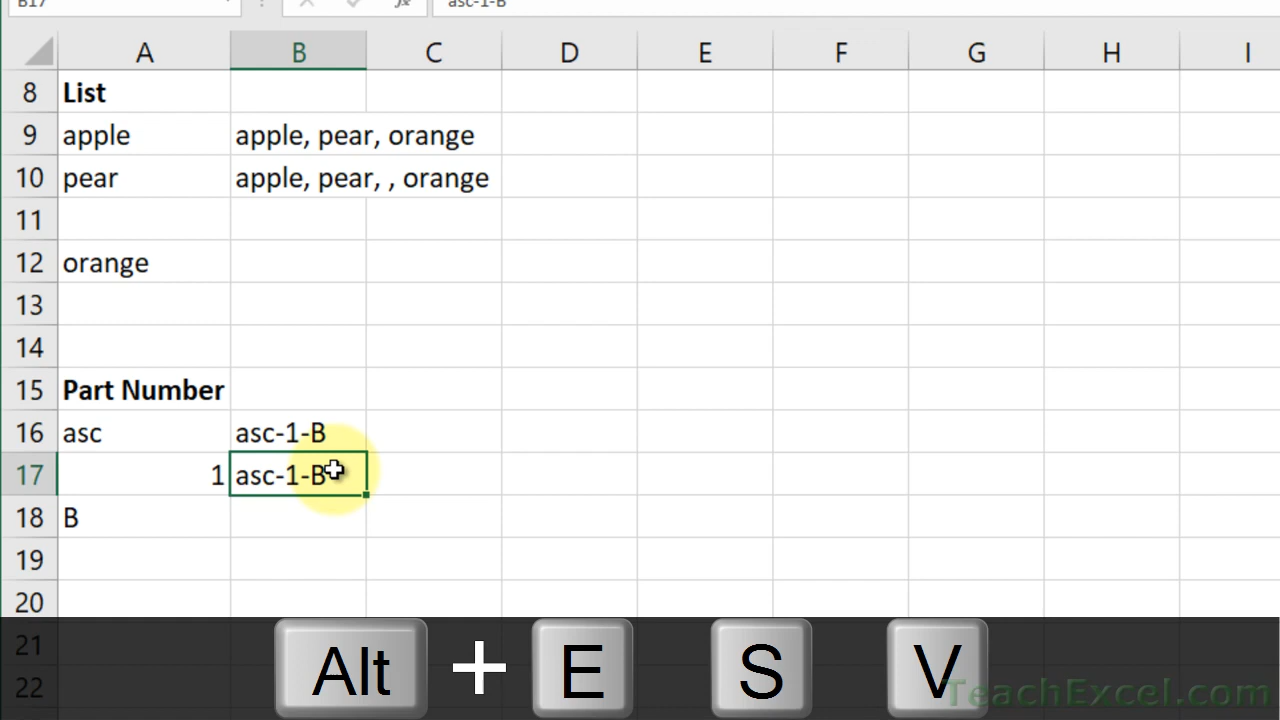 B17 fx asc-1-B
A B C D E F G H I
8 List
9 apple apple, pear, orange
10 pear apple, pear, , orange
11
12 orange
13
14
15 Part Number
16 asc asc-1-B
17 1 asc-1-B
18 B
19
20
21
22
Alt + E S V
TeachExcel.com